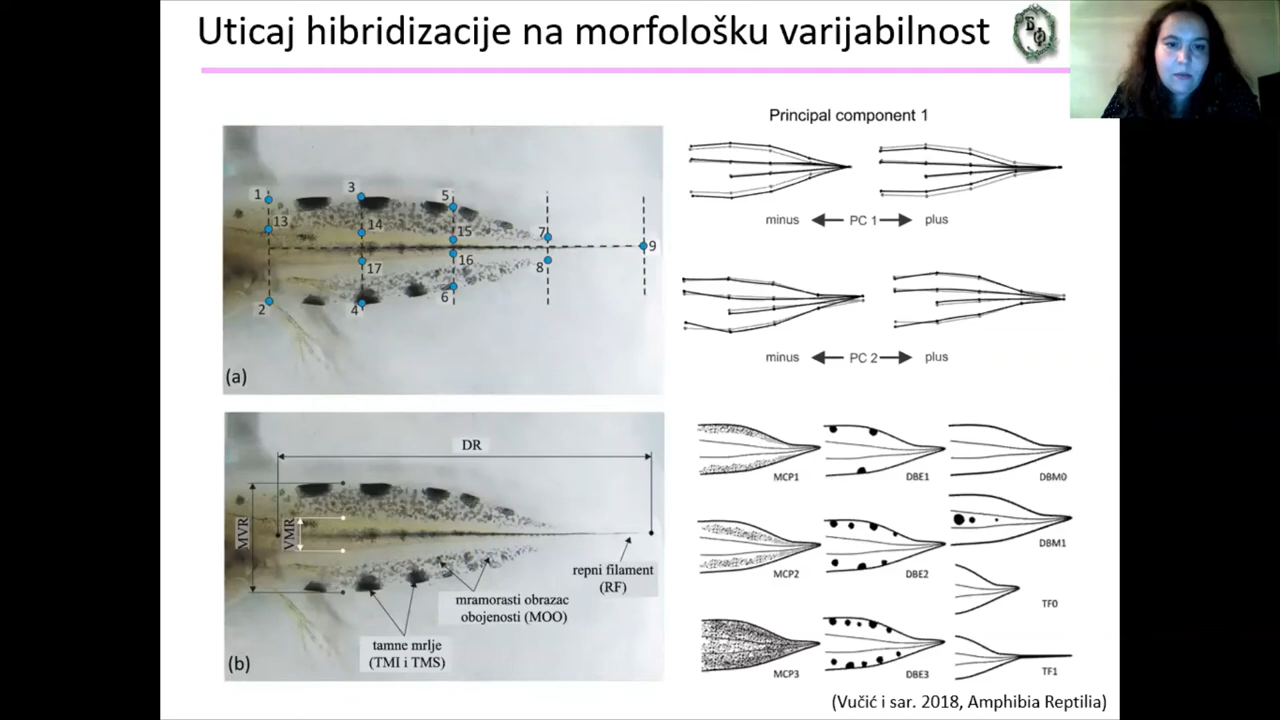 Uticaj hibridizacije na morfološku varijabilnost
БФ
1
3
5
13
14
15
7
9
17
16
8
2
4
6
(a)
Principal component 1
minus PC 1 plus
minus PC 2 plus
DR
MVR
VMR
repni filament
(RF)
mramorasti obrazac
obojenosti (MOO)
tamne mrlje
(TMI i TMS)
(b)
MCP1
DBE1
DBM0
MCP2
DBE2
DBM1
TF0
MCP3
DBE3
TF1
(Vučić i sar. 2018, Amphibia Reptilia)